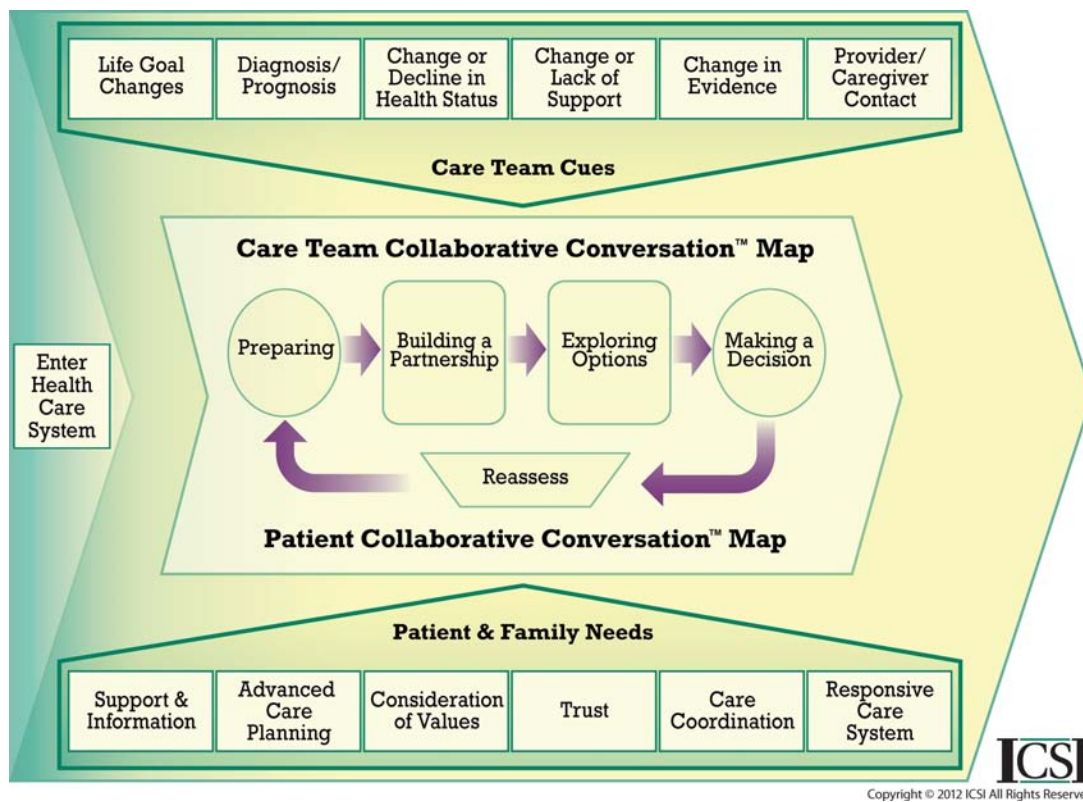 Life Goal
Changes
Diagnosis/
Prognosis
Change or
Decline in
Health Status
Change or
Lack of
Support
Change in
Evidence
Provider/
Caregiver
Contact
Care Team Cues
Care Team Collaborative Conversation™ Map
Enter
Health
Care
System
Preparing
Building a
Partnership
Exploring
Options
Making a
Decision
Reassess
Patient Collaborative Conversation™ Map
Patient & Family Needs
Support &
Information
Advanced
Care
Planning
Consideration
of Values
Trust
Care
Coordination
Responsive
Care
System
ICSI
Copyright © 2012 ICSI All Rights Reserve